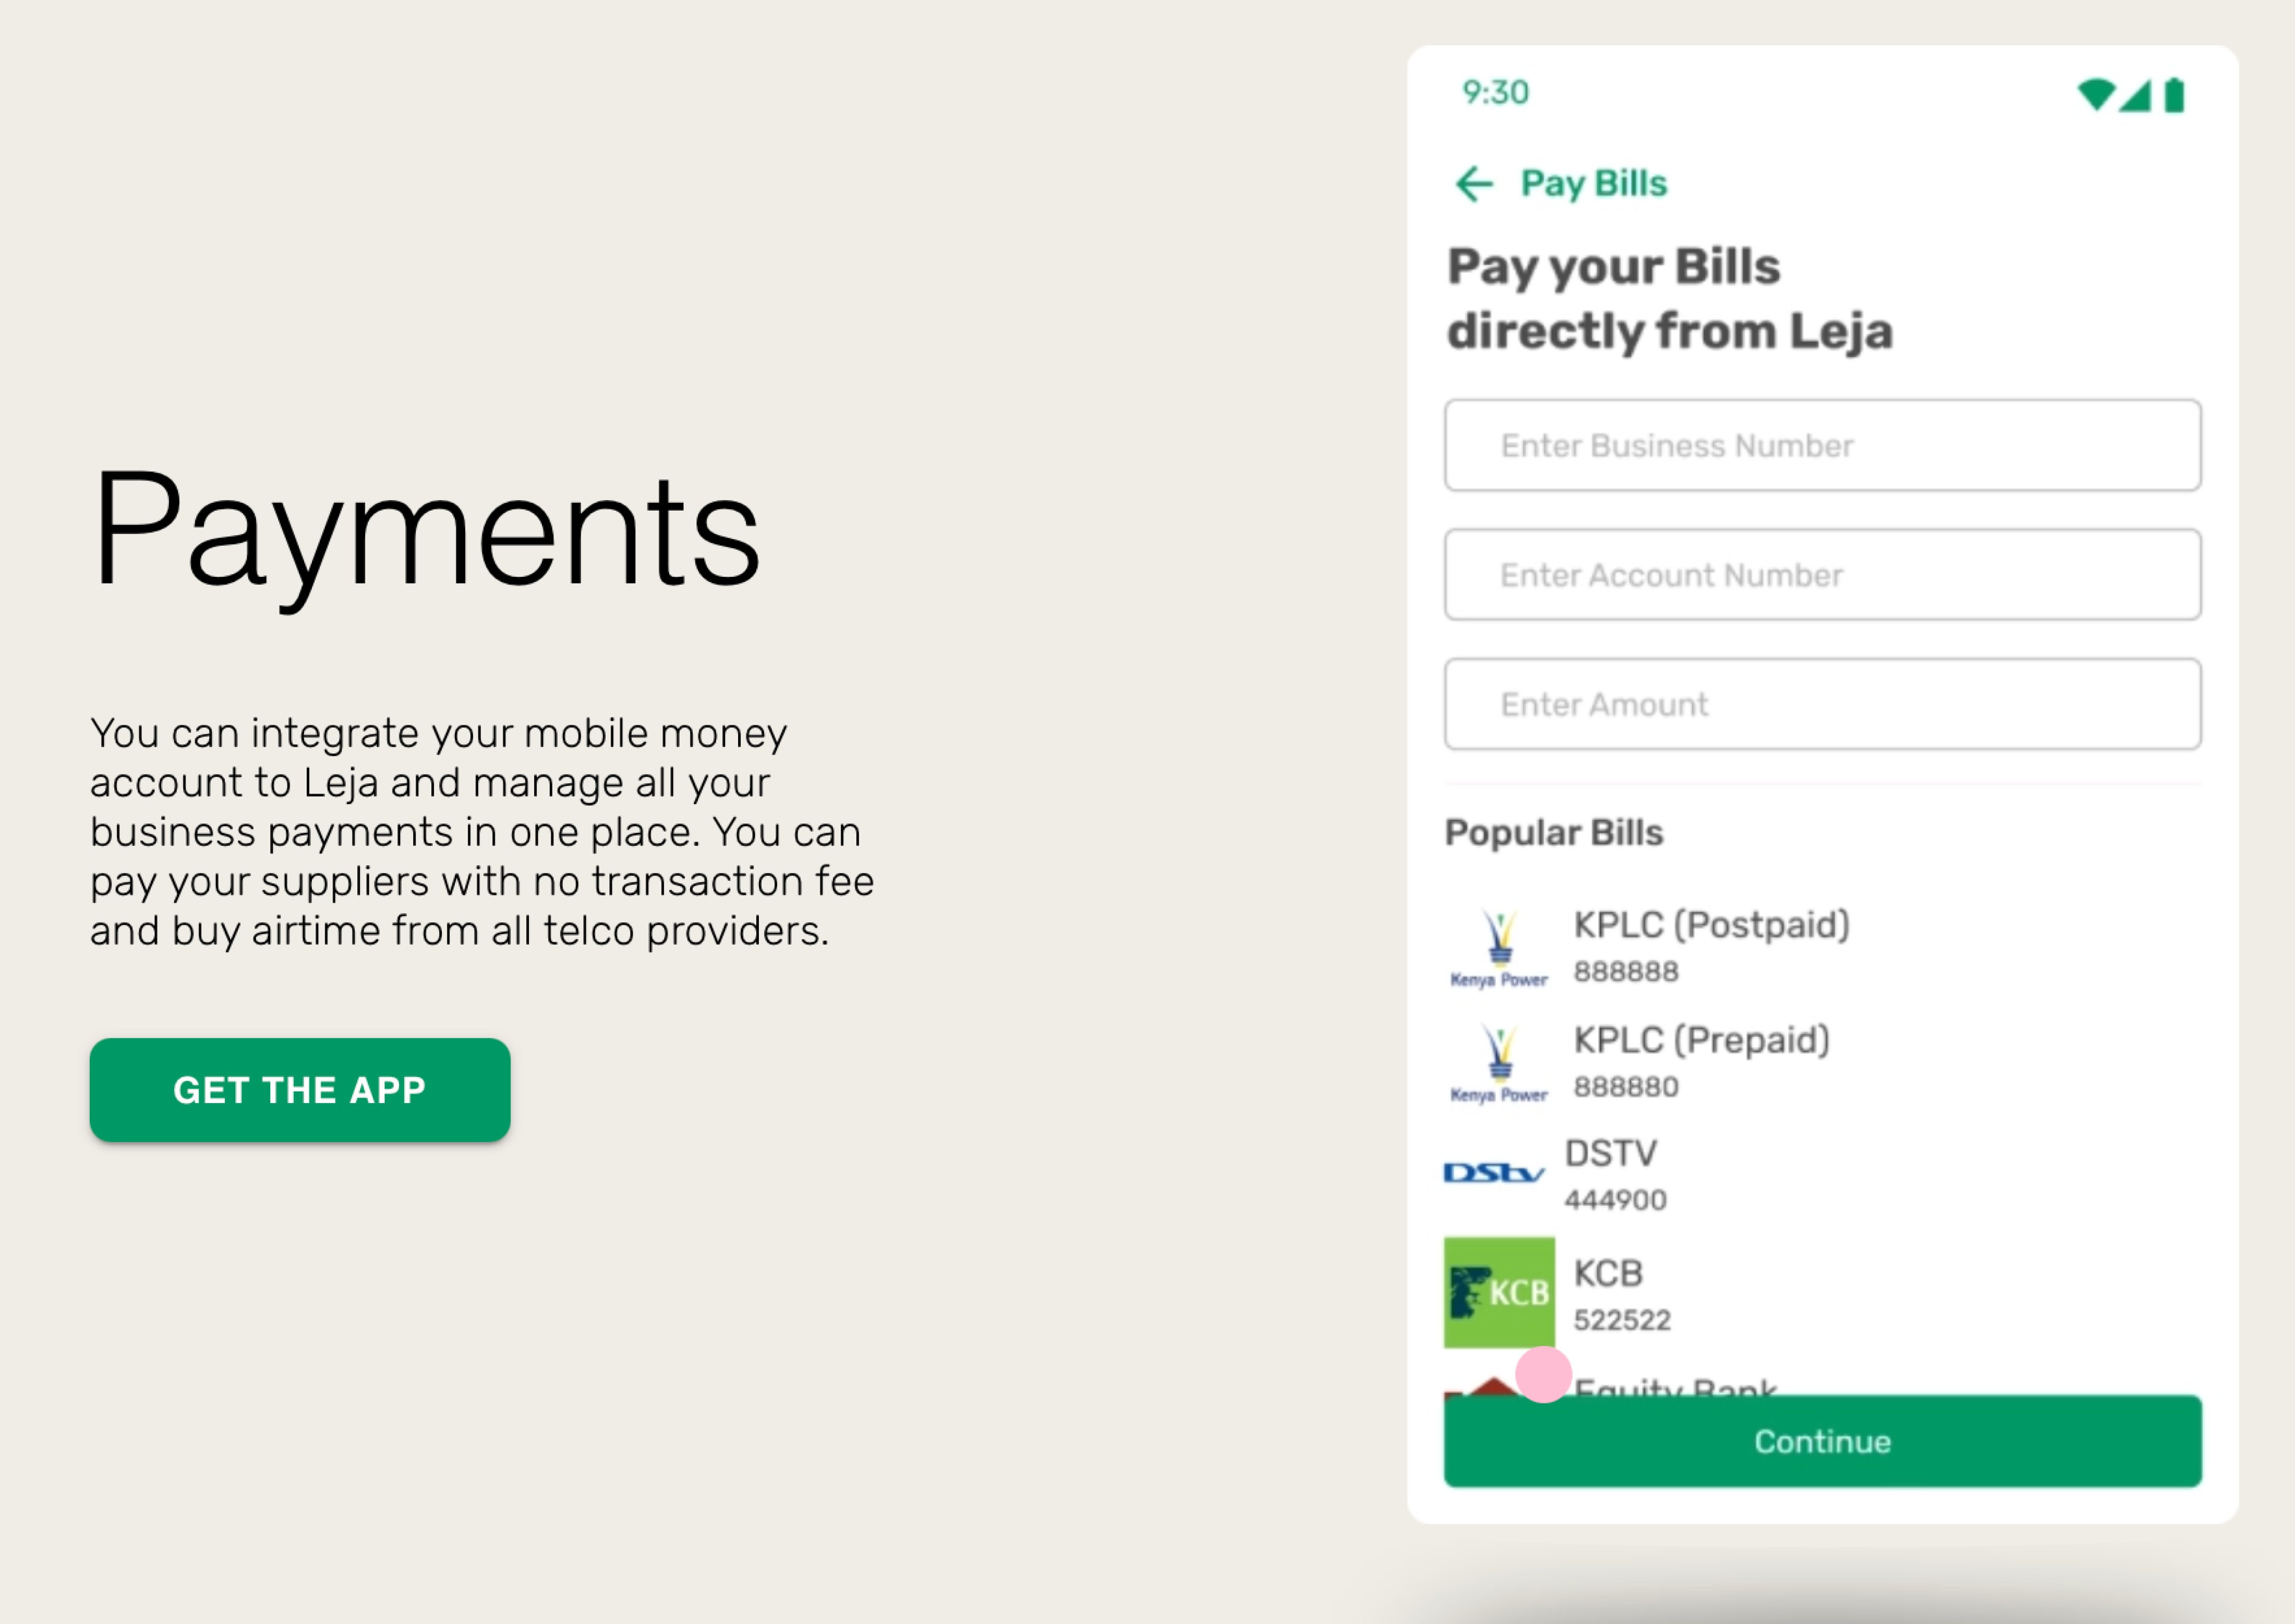 Payments
You can integrate your mobile money
account to Leja and manage all your
business payments in one place. You can
pay your suppliers with no transaction fee
and buy airtime from all telco providers.
GET THE APP
9:30
Pay Bills
Pay your Bills
directly from Leja
Enter Business Number
Enter Account Number
Enter Amount
Popular Bills
Kenya Power
KPLC (Postpaid)
888888
Kenya Power
KPLC (Prepaid)
888880
DStv
DSTV
444900
KCB
KCB
522522
Equity Bank
Continue